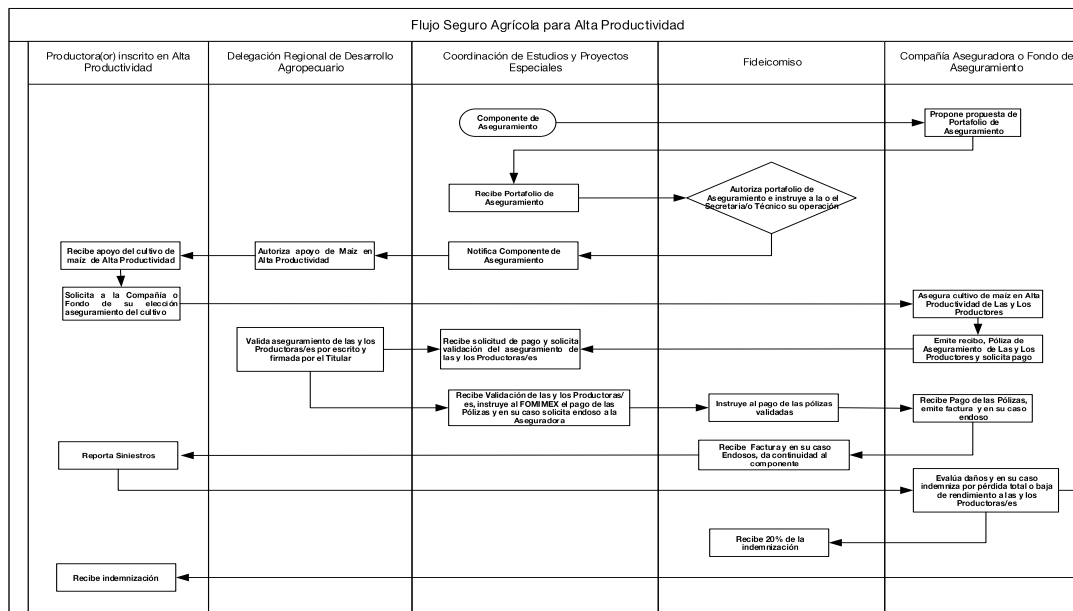 Flujo Seguro Agrícola para Alta Productividad
Productora(or) inscrito en Alta
Productividad
Delegación Regional de Desarrollo
Agropecuario
Coordinación de Estudios y Proyectos
Especiales
Fideicomiso
Compañía Aseguradora o Fondo de
Aseguramiento
Componente de
Aseguramiento
Propone propuesta de
Portafolio de
Aseguramiento
Recibe Portafolio de
Aseguramiento
Autoriza portafolio de
Aseguramiento e instruye a la o el
Secretaria/o Técnico su operación
Notifica Componente de
Aseguramiento
Autoriza apoyo de Maíz en
Alta Productividad
Recibe apoyo del cultivo de
maíz de Alta Productividad
Solicita a la Compañía o
Fondo de su elección
aseguramiento del cultivo
Asegura cultivo de maíz en Alta
Productividad de Las y Los
Productores
Emite recibo, Póliza de
Aseguramiento de Las y Los
Productores y solicita pago
Recibe solicitud de pago y solicita
validación del aseguramiento de
las y los Productoras/es
Valida aseguramiento de las y los
Productoras/es por escrito y
firmada por el Titular
Recibe Validación de las y los Productoras/
es, instruye al FOMIMEX el pago de las
Pólizas y en su caso solicita endoso a la
Aseguradora
Instruye al pago de las pólizas
validadas
Recibe Pago de las Pólizas,
emite factura y en su caso
endoso
Recibe Factura y en su caso
Endosos, da continuidad al
componente
Reporta Siniestros
Evalúa daños y en su caso
indemniza por pérdida total o baja
de rendimiento a las y los
Productoras/es
Recibe 20% de la
indemnización
Recibe indemnización